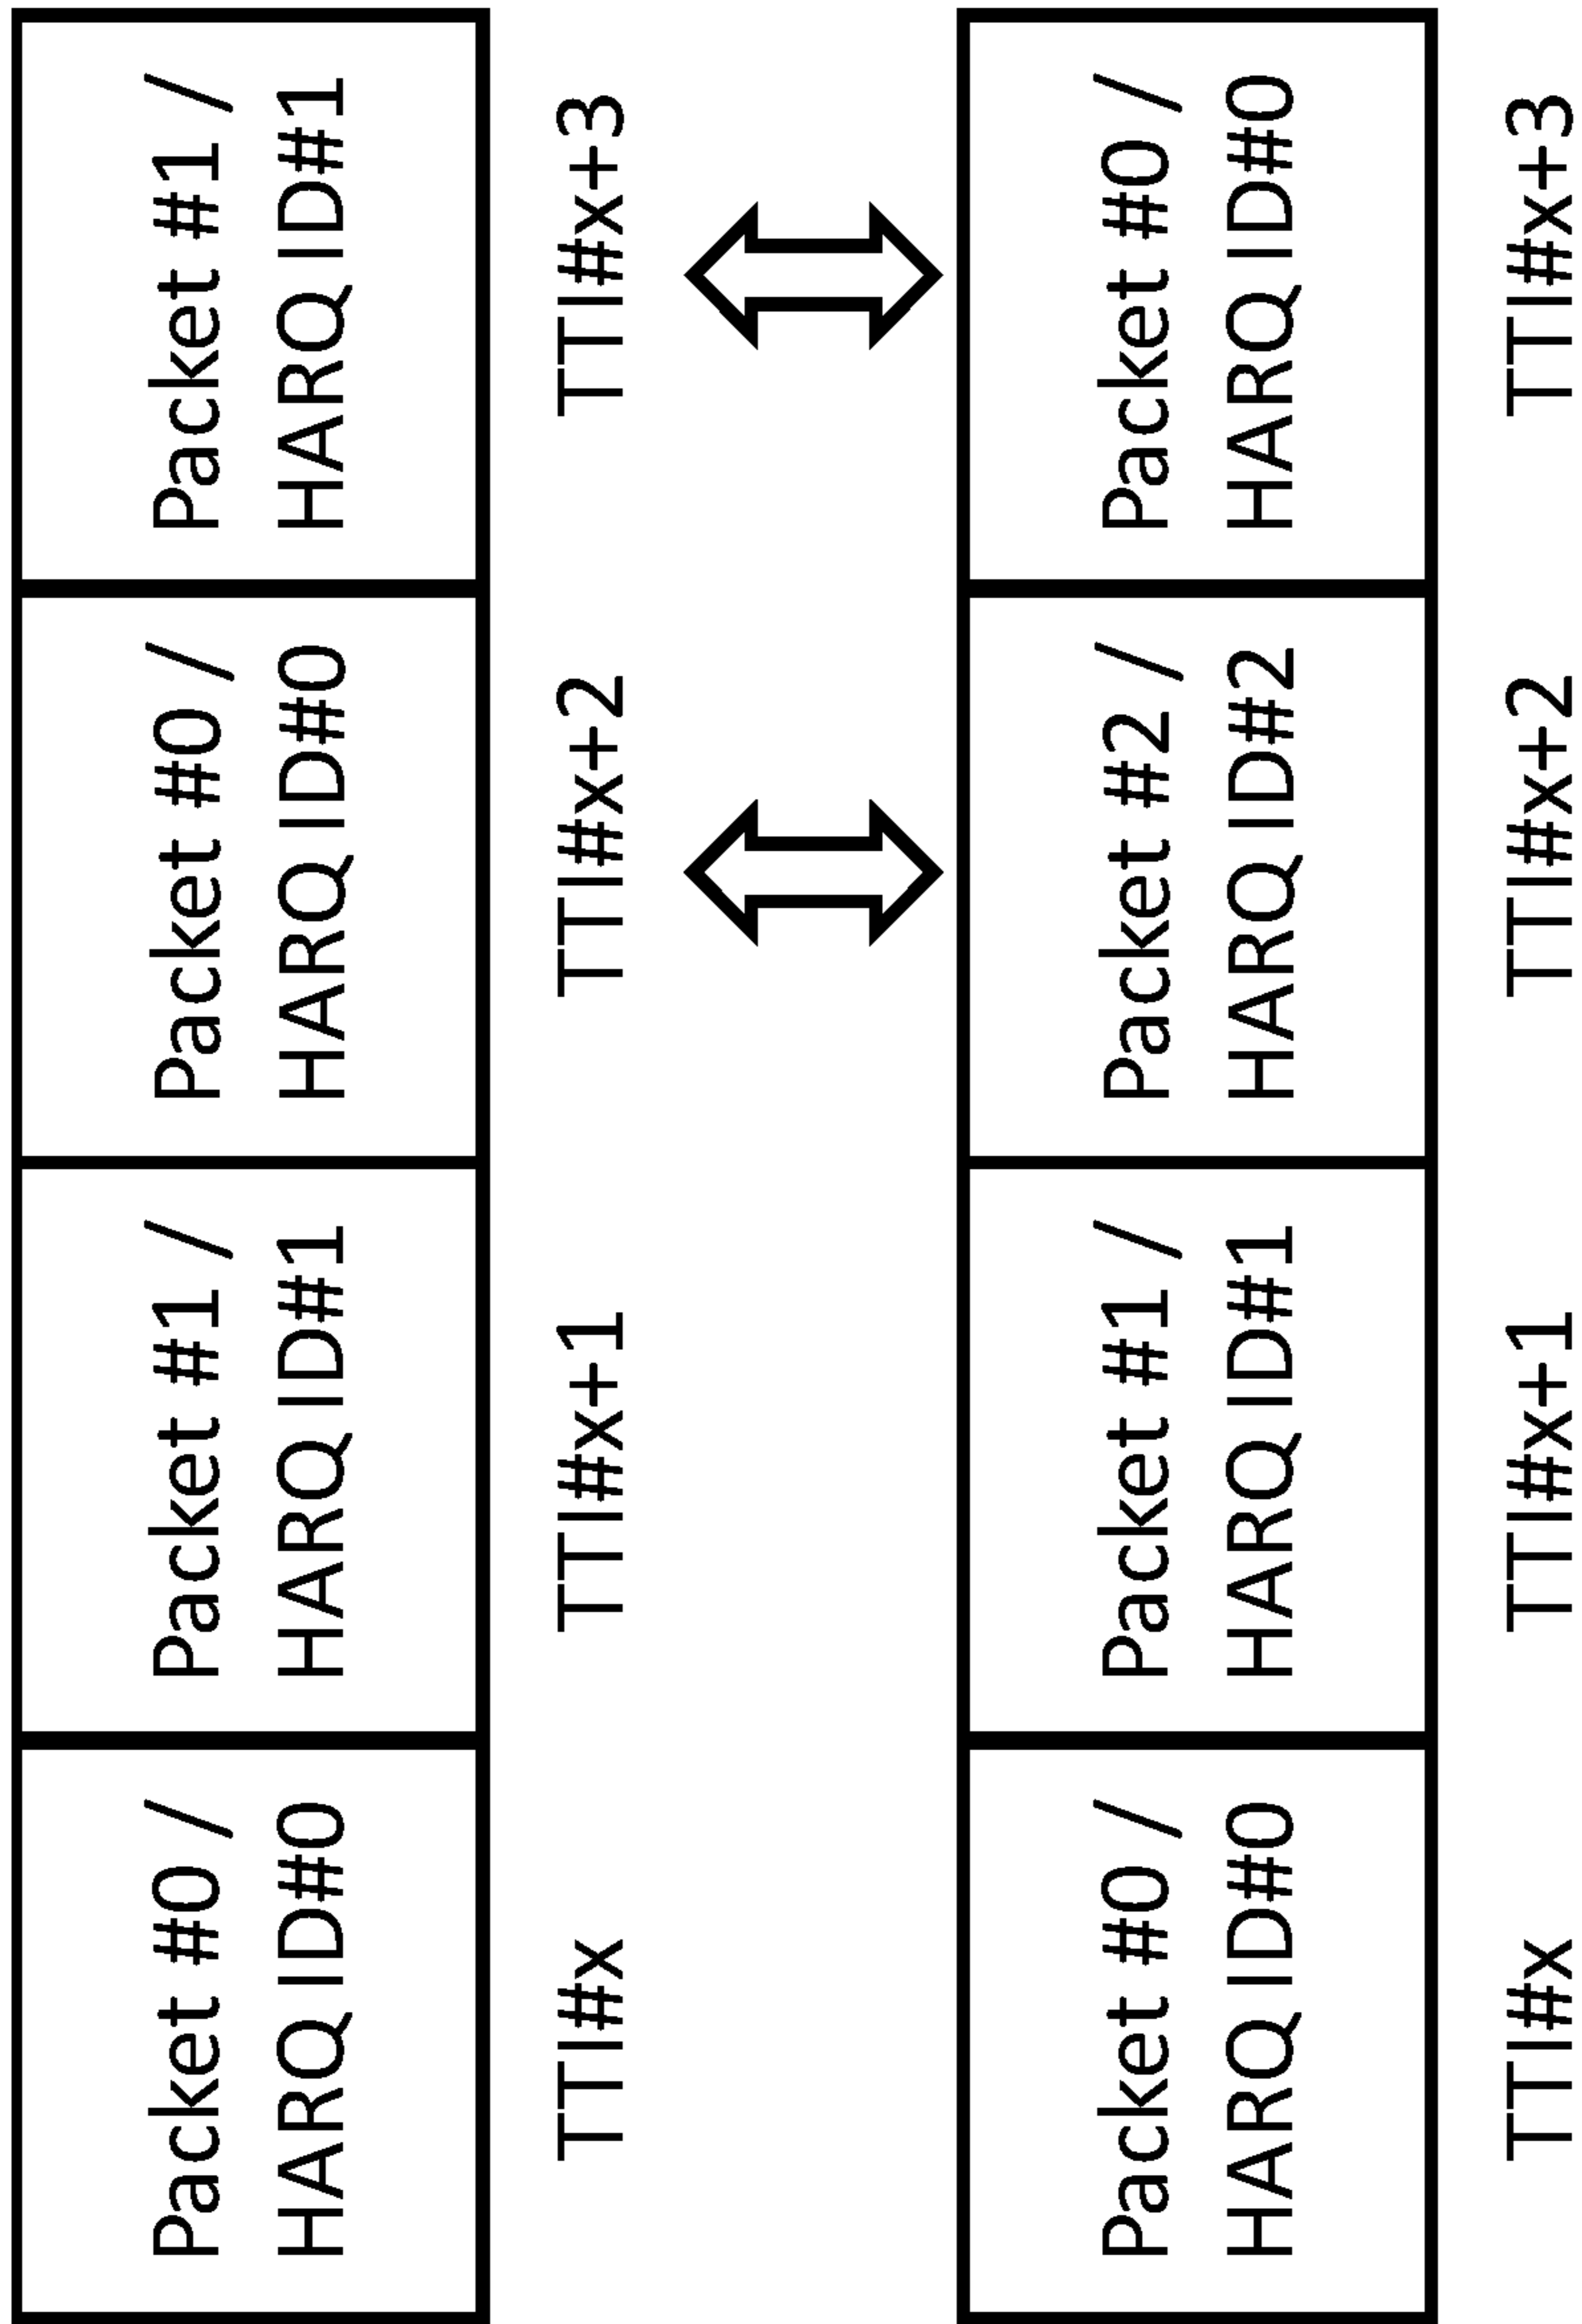 Packet #0 /
HARQ ID#0
Packet #1 /
HARQ ID#1
Packet #0 /
HARQ ID#0
Packet #1 /
HARQ ID#1
TTI#x
TTI#x+1
TTI#x+2
TTI#x+3
Packet #0 /
HARQ ID#0
Packet #1 /
HARQ ID#1
Packet #2 /
HARQ ID#2
Packet #0 /
HARQ ID#0
TTI#x
TTI#x+1
TTI#x+2
TTI#x+3